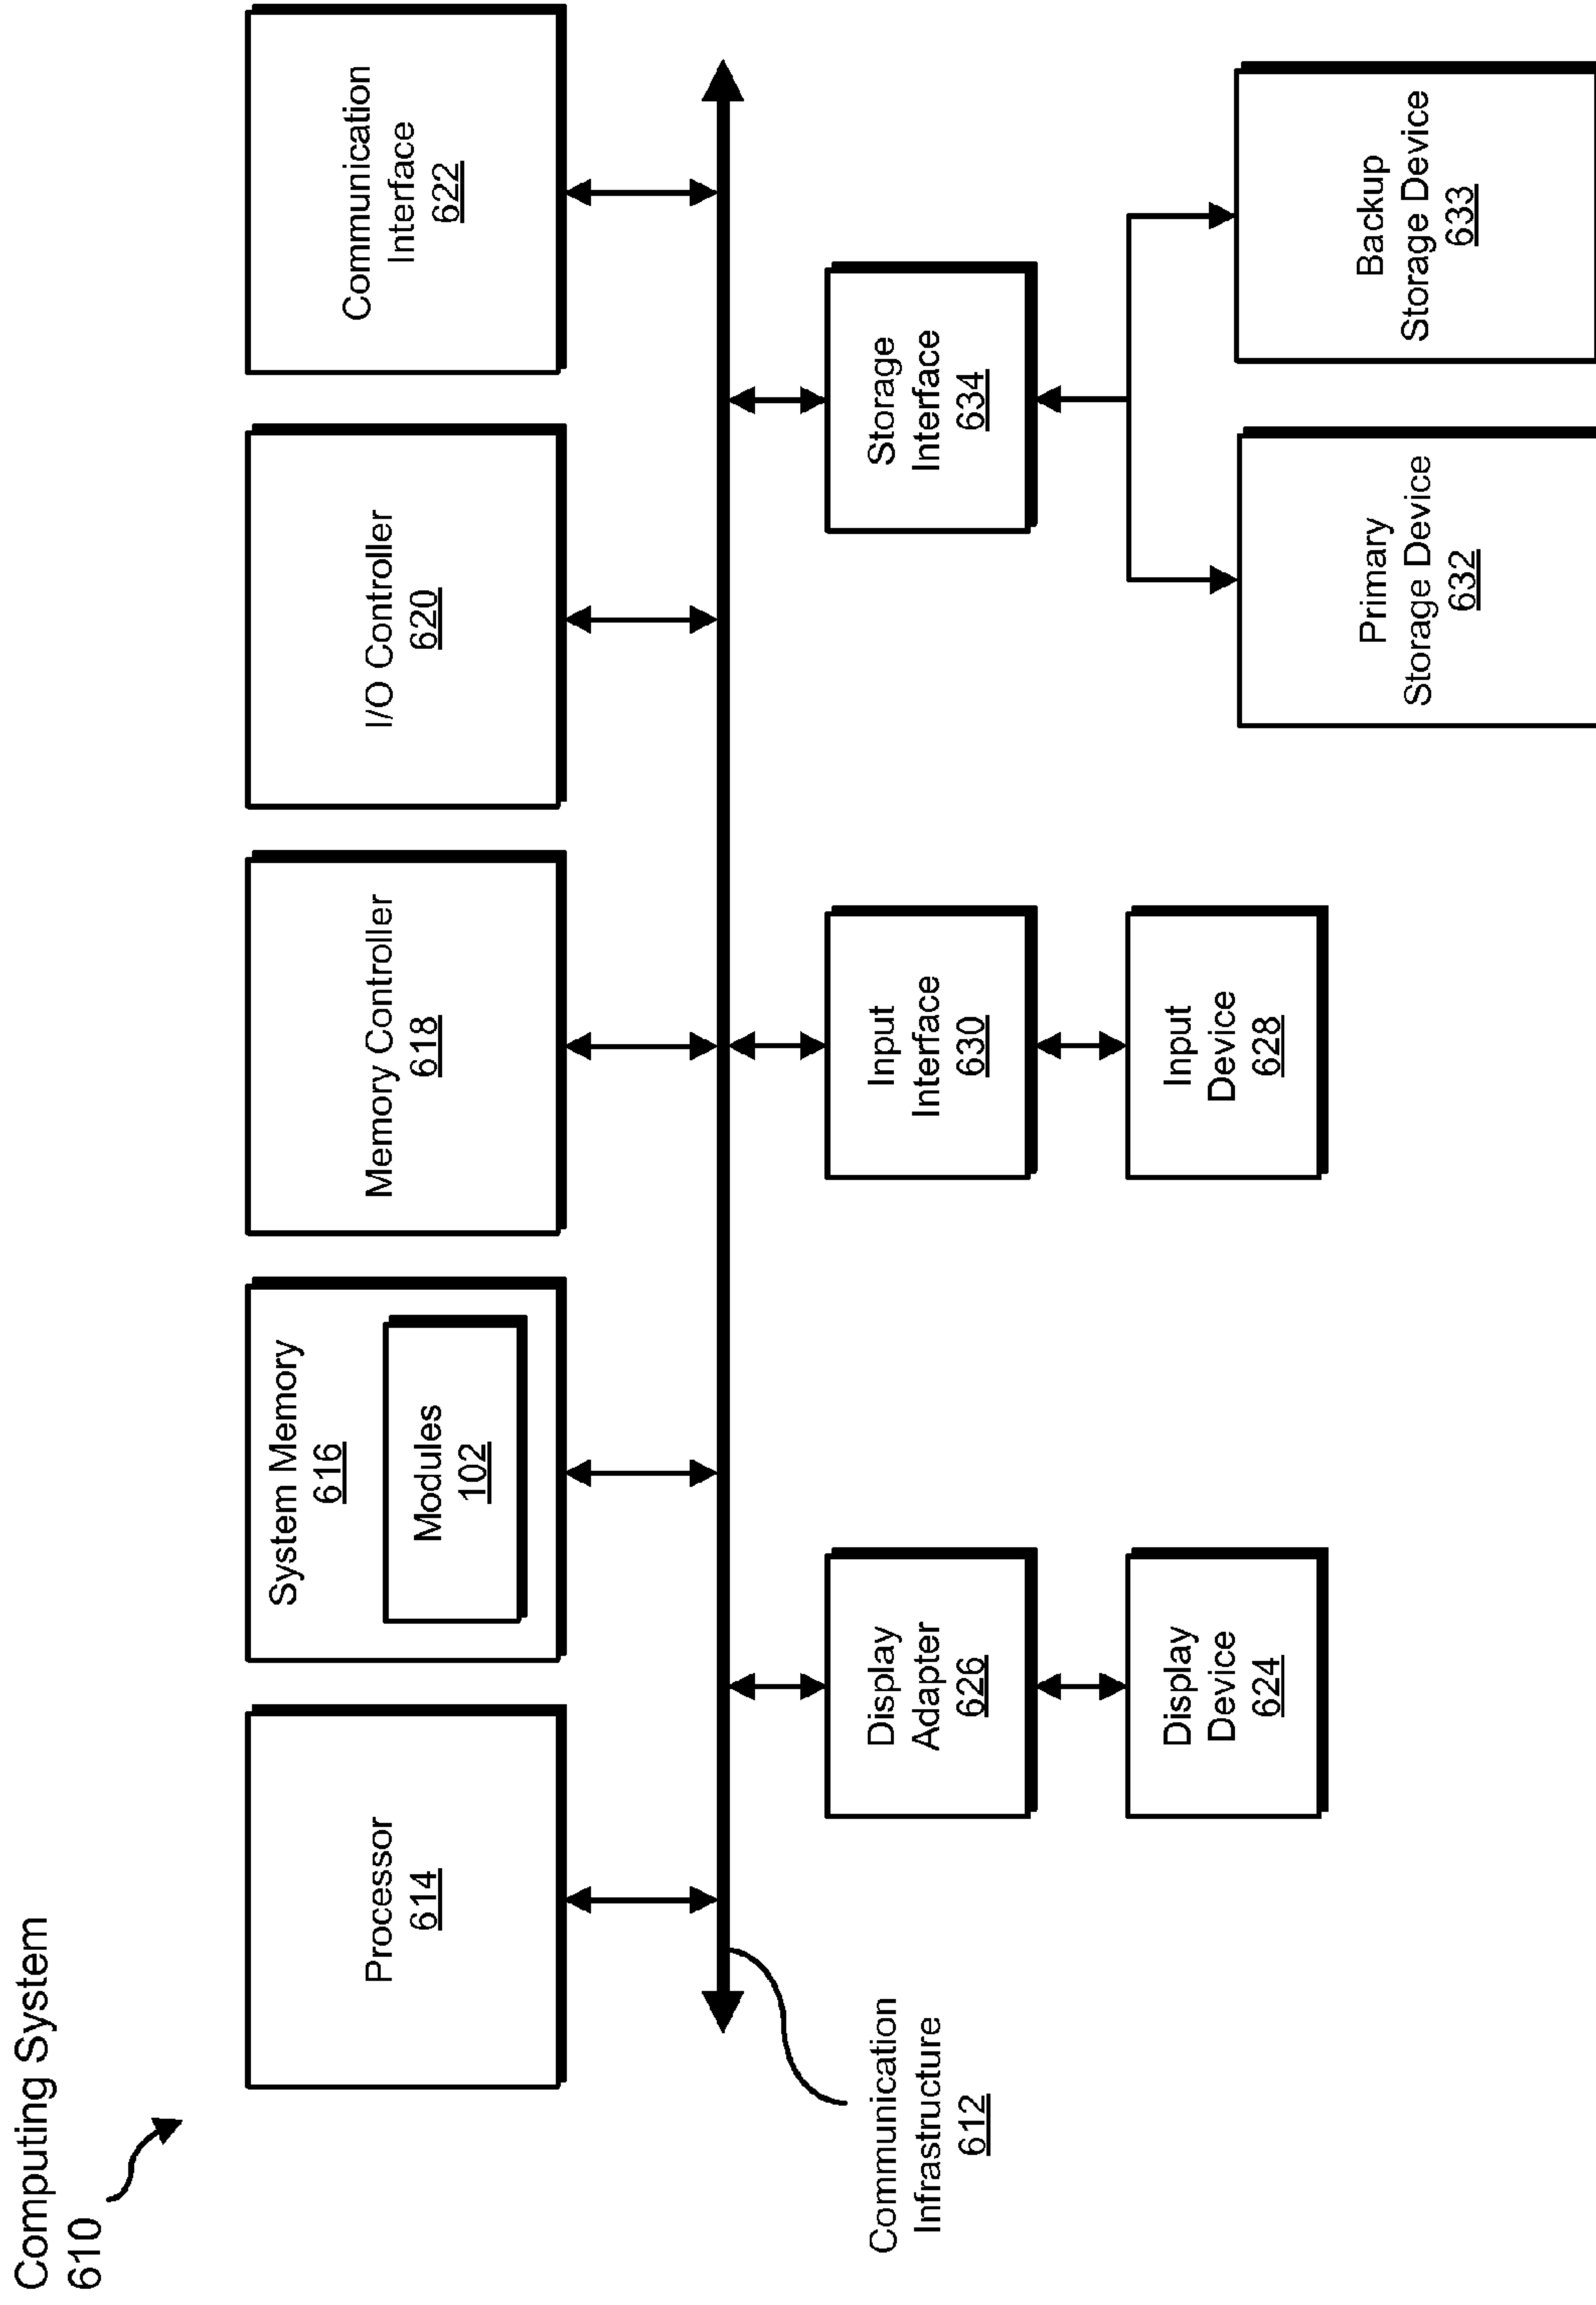 Computing System
610
Processor
614
System Memory
616
Modules
102
Memory Controller
618
I/O Controller
620
Communication
Interface
622
Communication
Infrastructure
612
Display
Adapter
626
Input
Interface
630
Storage
Interface
634
Display
Device
624
Input
Device
628
Primary
Storage Device
632
Backup
Storage Device
633